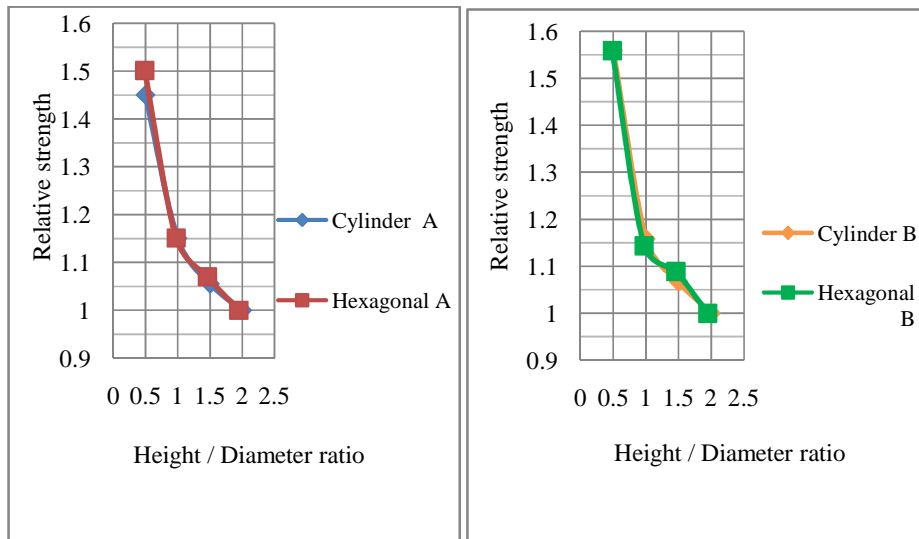 1.6
1.5
1.4
1.3
1.2
1.1
1
0.9
Relative strength
0 0.5 1 1.5 2 2.5
Height / Diameter ratio
Cylinder A
Hexagonal A
1.6
1.5
1.4
1.3
1.2
1.1
1
0.9
Relative strength
0 0.5 1 1.5 2 2.5
Height / Diameter ratio
Cylinder B
Hexagonal
B